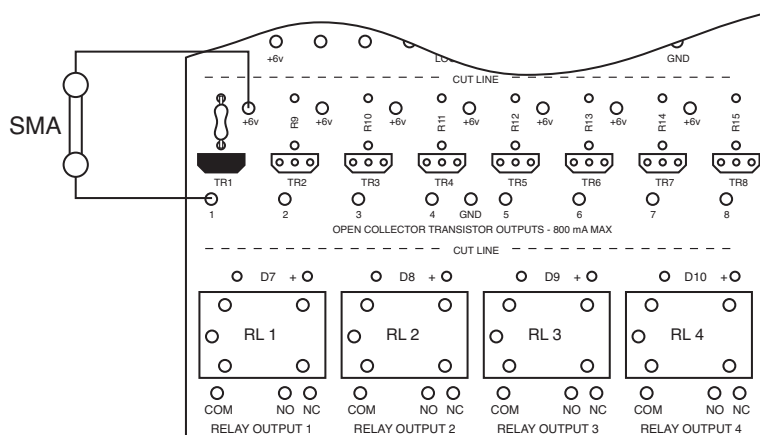 +6v LO GND
CUT LINE
SMA
+6v R9 +6v R10 +6v R11 +6v R12 +6v R13 +6v R14 +6v R15
TR1 TR2 TR3 TR4 TR5 TR6 TR7 TR8
1 2 3 4 GND 5 6 7 8
OPEN COLLECTOR TRANSISTOR OUTPUTS - 800 mA MAX
CUT LINE
D7 + D8 + D9 + D10 +
RL 1 RL 2 RL 3 RL 4
COM NO NC COM NO NC COM NO NC COM NO NC
RELAY OUTPUT 1 RELAY OUTPUT 2 RELAY OUTPUT 3 RELAY OUTPUT 4